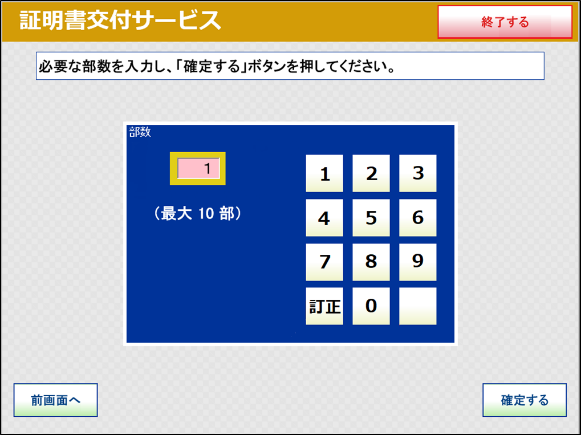 証明書交付サービス
終了する
必要な部数を入力し、「確定する」ボタンを押してください。
部数
1
（最大 10 部）
1 2 3
4 5 6
7 8 9
訂正 0
前画面へ
確定する